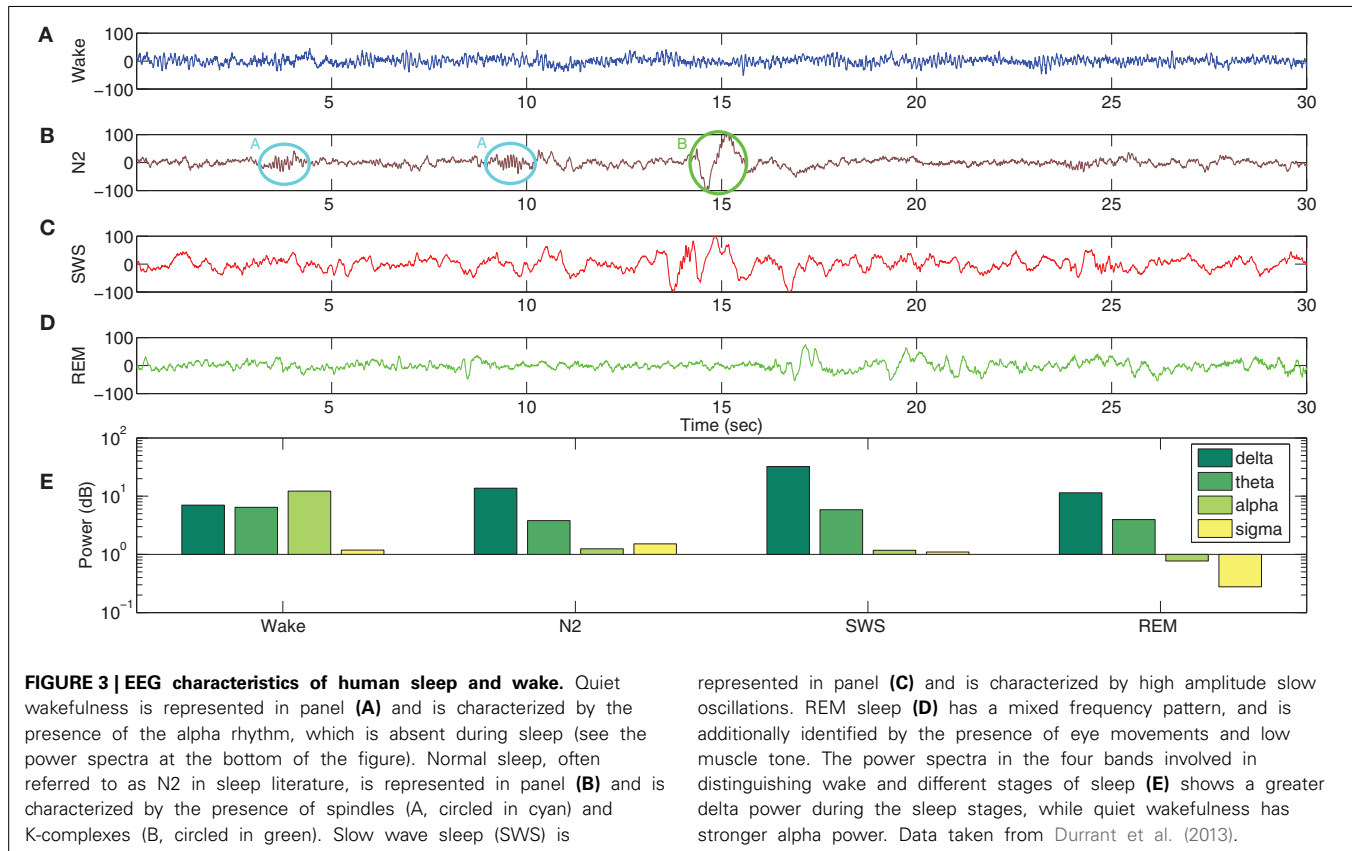 A
Wake
100
0
−100
5
10
15
20
25
30
B
N2
100
0
−100
A
A
B
5
10
15
20
25
30
C
SWS
100
0
−100
5
10
15
20
25
30
D
REM
100
0
−100
5
10
15
20
25
30
Time (sec)
E
Power (dB)
10²
10¹
10⁰
10⁻¹
delta
theta
alpha
sigma
Wake
N2
SWS
REM
FIGURE 3 | EEG characteristics of human sleep and wake. Quiet
wakefulness is represented in panel (A) and is characterized by the
presence of the alpha rhythm, which is absent during sleep (see the
power spectra at the bottom of the figure). Normal sleep, often
referred to as N2 in sleep literature, is represented in panel (B) and is
characterized by the presence of spindles (A, circled in cyan) and
K-complexes (B, circled in green). Slow wave sleep (SWS) is
represented in panel (C) and is characterized by high amplitude slow
oscillations. REM sleep (D) has a mixed frequency pattern, and is
additionally identified by the presence of eye movements and low
muscle tone. The power spectra in the four bands involved in
distinguishing wake and different stages of sleep (E) shows a greater
delta power during the sleep stages, while quiet wakefulness has
stronger alpha power. Data taken from Durrant et al. (2013).